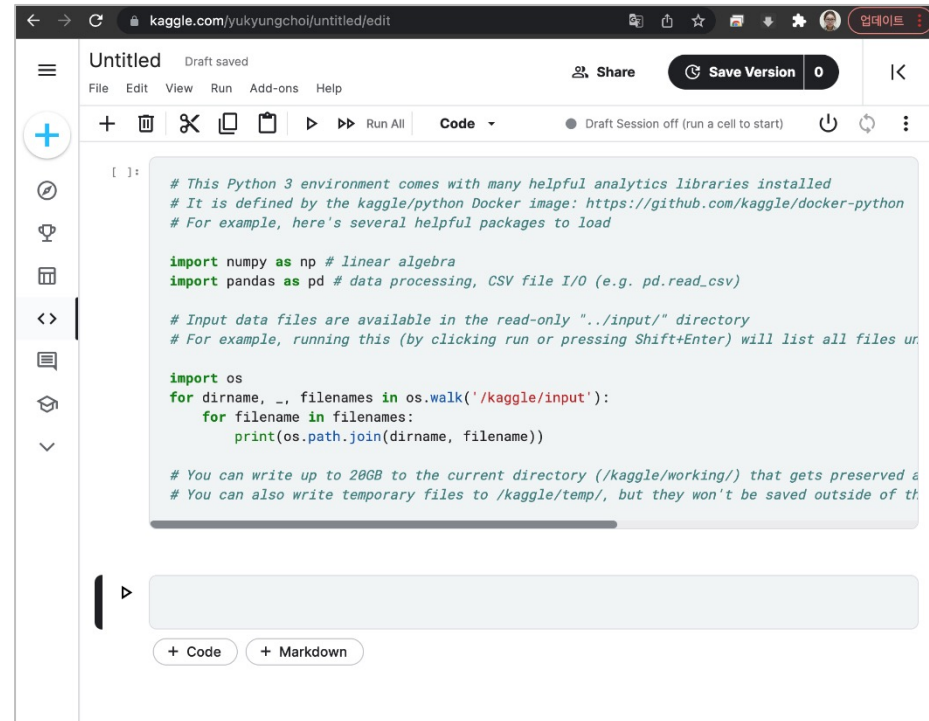 kaggle.com/yukyungchoi/untitled/edit
업데이트
Untitled Draft saved
Share
Save Version 0
File Edit View Run Add-ons Help
Run All Code Draft Session off (run a cell to start)
[ ]:
# This Python 3 environment comes with many helpful analytics libraries installed
# It is defined by the kaggle/python Docker image: https://github.com/kaggle/docker-python
# For example, here's several helpful packages to load
import numpy as np # linear algebra
import pandas as pd # data processing, CSV file I/O (e.g. pd.read_csv)
# Input data files are available in the read-only "../input/" directory
# For example, running this (by clicking run or pressing Shift+Enter) will list all files
import os
for dirname, _, filenames in os.walk('/kaggle/input'):
for filename in filenames:
print(os.path.join(dirname, filename))
# You can write up to 20GB to the current directory (/kaggle/working/) that gets preserved
# You can also write temporary files to /kaggle/temp/, but they won't be saved outside of
+ Code + Markdown